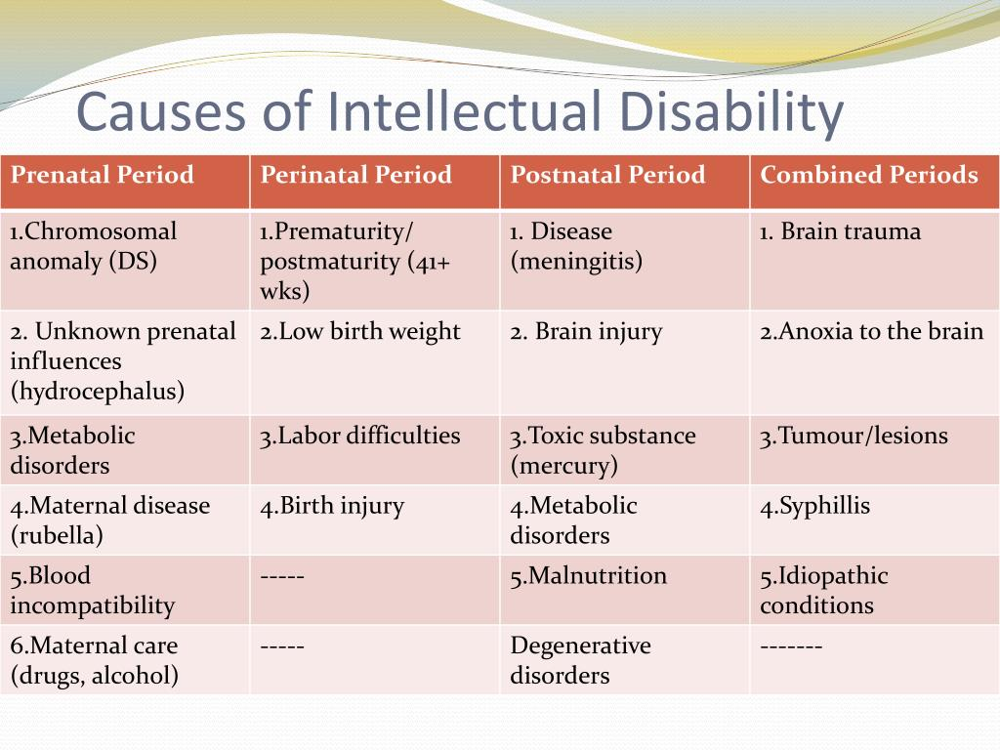 Causes of Intellectual Disability
Prenatal Period
Perinatal Period
Postnatal Period
Combined Periods
1.Chromosomal
anomaly (DS)
1.Prematurity/
postmaturity (41+
wks)
1. Disease
(meningitis)
1. Brain trauma
2. Unknown prenatal
influences
(hydrocephalus)
2.Low birth weight
2. Brain injury
2.Anoxia to the brain
3.Metabolic
disorders
3.Labor difficulties
3.Toxic substance
(mercury)
3.Tumour/lesions
4.Maternal disease
(rubella)
4.Birth injury
4.Metabolic
disorders
4.Syphillis
5.Blood
incompatibility
-----
5.Malnutrition
5.Idiopathic
conditions
6.Maternal care
(drugs, alcohol)
-----
Degenerative
disorders
-------